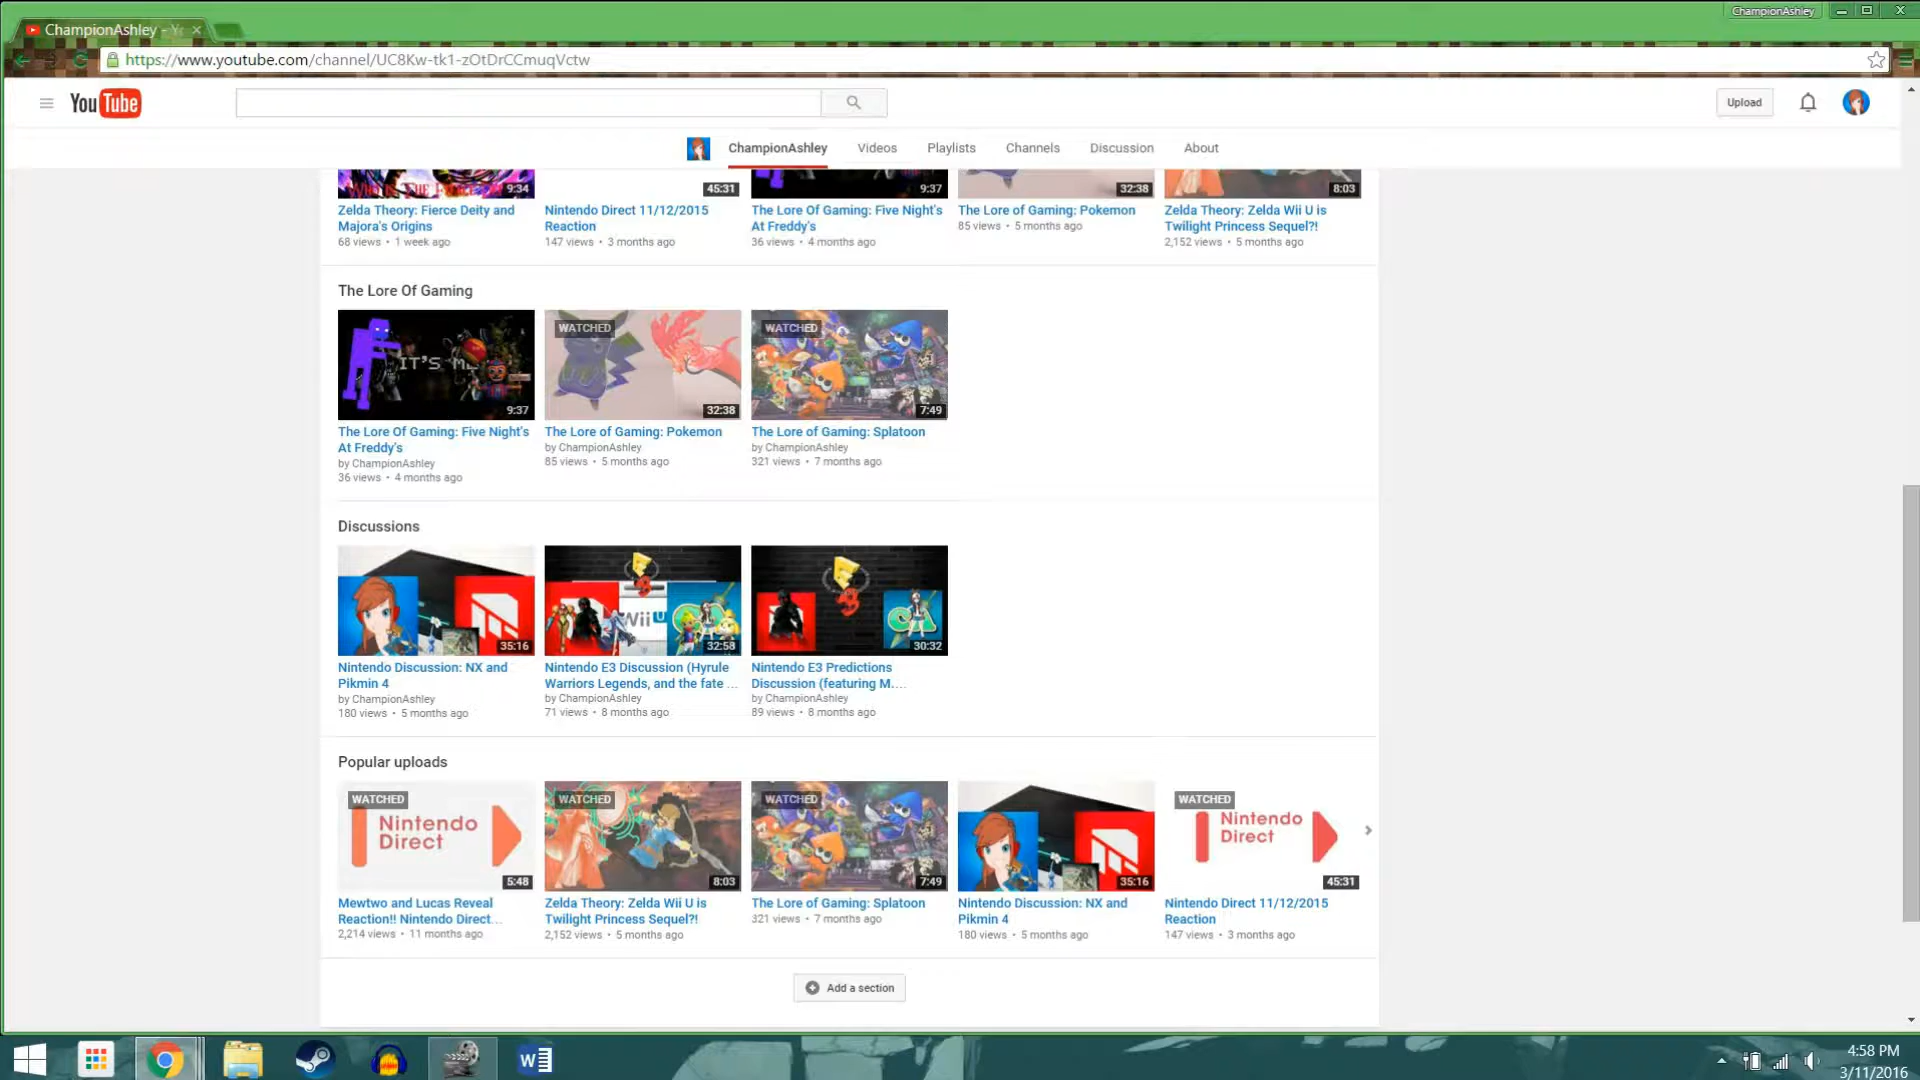 ChampionAshley
ChampionAshley - Yo
https://www.youtube.com/channel/UC8Kw-tk1-zOtDrCCmuqVctw
YouTube
Upload
ChampionAshley Videos Playlists Channels Discussion About
9:34 45:31 9:37 32:38 8:03
Zelda Theory: Fierce Deity and
Majora's Origins
68 views • 1 week ago
Nintendo Direct 11/12/2015
Reaction
147 views • 3 months ago
The Lore Of Gaming: Five Night's
At Freddy's
36 views • 4 months ago
The Lore of Gaming: Pokemon
85 views • 5 months ago
Zelda Theory: Zelda Wii U is
Twilight Princess Sequel?!
2,152 views • 5 months ago
The Lore Of Gaming
IT'S ME
9:37
The Lore Of Gaming: Five Night's
At Freddy's
by ChampionAshley
36 views • 4 months ago
WATCHED
32:38
The Lore of Gaming: Pokemon
by ChampionAshley
85 views • 5 months ago
WATCHED
7:49
The Lore of Gaming: Splatoon
by ChampionAshley
321 views • 7 months ago
Discussions
35:16
Nintendo Discussion: NX and
Pikmin 4
by ChampionAshley
180 views • 5 months ago
E3
Wii U
32:58
Nintendo E3 Discussion (Hyrule
Warriors Legends, and the fate ...
by ChampionAshley
71 views • 8 months ago
E3
CA
30:32
Nintendo E3 Predictions
Discussion (featuring M....
by ChampionAshley
89 views • 8 months ago
Popular uploads
WATCHED
Nintendo
Direct
5:48
Mewtwo and Lucas Reveal
Reaction!! Nintendo Direct...
2,214 views • 11 months ago
WATCHED
8:03
Zelda Theory: Zelda Wii U is
Twilight Princess Sequel?!
2,152 views • 5 months ago
WATCHED
7:49
The Lore of Gaming: Splatoon
321 views • 7 months ago
35:16
Nintendo Discussion: NX and
Pikmin 4
180 views • 5 months ago
WATCHED
Nintendo
Direct
45:31
Nintendo Direct 11/12/2015
Reaction
147 views • 3 months ago
Add a section
4:58 PM
3/11/2016